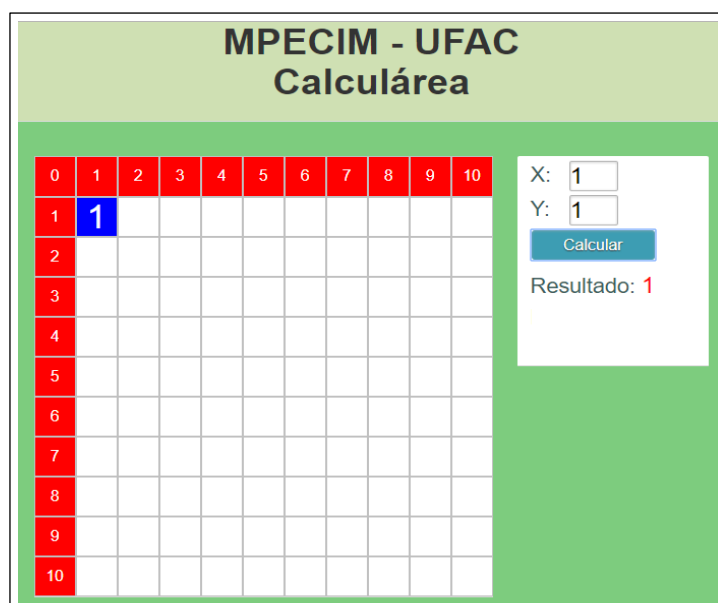 MPECIM - UFAC
Calculárea
0 1 2 3 4 5 6 7 8 9 10
1 1
2
3
4
5
6
7
8
9
10
X: 1
Y: 1
Calcular
Resultado: 1